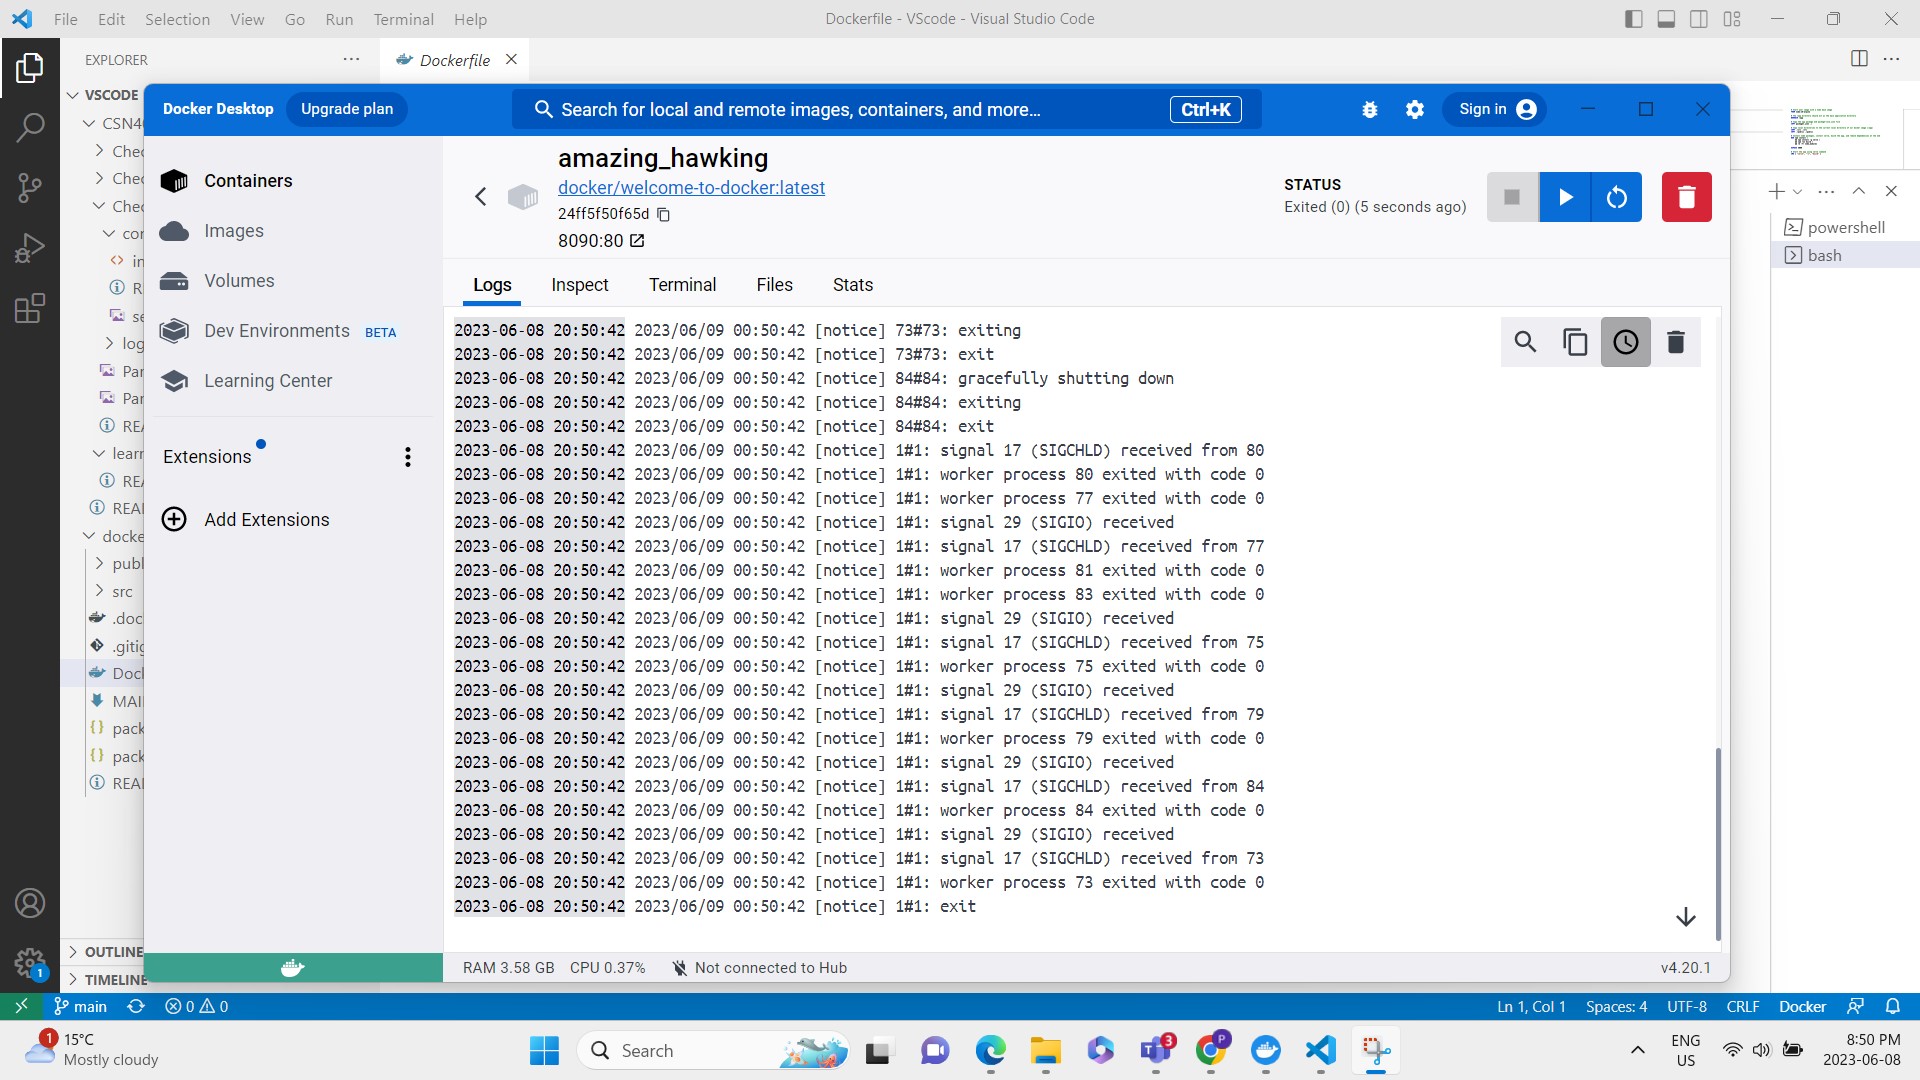 File Edit Selection View Go Run Terminal Help
Dockerfile - VScode - Visual Studio Code
EXPLORER
Dockerfile
VSCODE
Docker Desktop
Upgrade plan
Search for local and remote images, containers, and more...
Ctrl+K
Sign in
CSN4
Chec
Chec
Chec
cor
in
R
se
log
Par
Par
REA
learn
REA
REA
docke
publ
src
.doc
.gitig
Doc
MAI
pack
pack
REA
OUTLINE
TIMELINE
Containers
Images
Volumes
Dev Environments BETA
Learning Center
Extensions
Add Extensions
amazing_hawking
docker/welcome-to-docker:latest
24ff5f50f65d
8090:80
STATUS
Exited (0) (5 seconds ago)
Logs Inspect Terminal Files Stats
2023-06-08 20:50:42 2023/06/09 00:50:42 [notice] 73#73: exiting
2023-06-08 20:50:42 2023/06/09 00:50:42 [notice] 73#73: exit
2023-06-08 20:50:42 2023/06/09 00:50:42 [notice] 84#84: gracefully shutting down
2023-06-08 20:50:42 2023/06/09 00:50:42 [notice] 84#84: exiting
2023-06-08 20:50:42 2023/06/09 00:50:42 [notice] 84#84: exit
2023-06-08 20:50:42 2023/06/09 00:50:42 [notice] 1#1: signal 17 (SIGCHLD) received from 80
2023-06-08 20:50:42 2023/06/09 00:50:42 [notice] 1#1: worker process 80 exited with code 0
2023-06-08 20:50:42 2023/06/09 00:50:42 [notice] 1#1: worker process 77 exited with code 0
2023-06-08 20:50:42 2023/06/09 00:50:42 [notice] 1#1: signal 29 (SIGIO) received
2023-06-08 20:50:42 2023/06/09 00:50:42 [notice] 1#1: signal 17 (SIGCHLD) received from 77
2023-06-08 20:50:42 2023/06/09 00:50:42 [notice] 1#1: worker process 81 exited with code 0
2023-06-08 20:50:42 2023/06/09 00:50:42 [notice] 1#1: worker process 83 exited with code 0
2023-06-08 20:50:42 2023/06/09 00:50:42 [notice] 1#1: signal 29 (SIGIO) received
2023-06-08 20:50:42 2023/06/09 00:50:42 [notice] 1#1: signal 17 (SIGCHLD) received from 75
2023-06-08 20:50:42 2023/06/09 00:50:42 [notice] 1#1: worker process 75 exited with code 0
2023-06-08 20:50:42 2023/06/09 00:50:42 [notice] 1#1: signal 29 (SIGIO) received
2023-06-08 20:50:42 2023/06/09 00:50:42 [notice] 1#1: signal 17 (SIGCHLD) received from 79
2023-06-08 20:50:42 2023/06/09 00:50:42 [notice] 1#1: worker process 79 exited with code 0
2023-06-08 20:50:42 2023/06/09 00:50:42 [notice] 1#1: signal 29 (SIGIO) received
2023-06-08 20:50:42 2023/06/09 00:50:42 [notice] 1#1: signal 17 (SIGCHLD) received from 84
2023-06-08 20:50:42 2023/06/09 00:50:42 [notice] 1#1: worker process 84 exited with code 0
2023-06-08 20:50:42 2023/06/09 00:50:42 [notice] 1#1: signal 29 (SIGIO) received
2023-06-08 20:50:42 2023/06/09 00:50:42 [notice] 1#1: signal 17 (SIGCHLD) received from 73
2023-06-08 20:50:42 2023/06/09 00:50:42 [notice] 1#1: worker process 73 exited with code 0
2023-06-08 20:50:42 2023/06/09 00:50:42 [notice] 1#1: exit
RAM 3.58 GB CPU 0.37% Not connected to Hub
v4.20.1
powershell
bash
1
main 0 0
Ln 1, Col 1 Spaces: 4 UTF-8 CRLF Docker
1
15°C
Mostly cloudy
Search
3
P
ENG
US
8:50 PM
2023-06-08